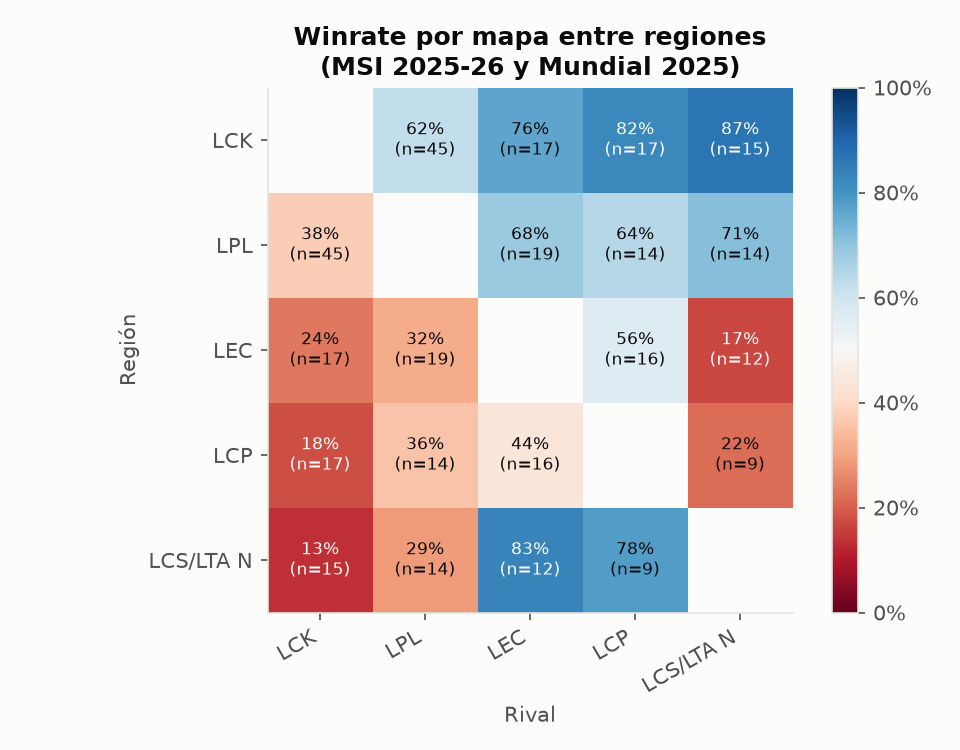 Winrate por mapa entre regiones
(MSI 2025-26 y Mundial 2025)
100%
80%
60%
40%
20%
0%
Región
LCK
62%
(n=45)
76%
(n=17)
82%
(n=17)
87%
(n=15)
LPL
38%
(n=45)
68%
(n=19)
64%
(n=14)
71%
(n=14)
LEC
24%
(n=17)
32%
(n=19)
56%
(n=16)
17%
(n=12)
LCP
18%
(n=17)
36%
(n=14)
44%
(n=16)
22%
(n=9)
LCS/LTA N
13%
(n=15)
29%
(n=14)
83%
(n=12)
78%
(n=9)
LCK
LPL
LEC
LCP
LCS/LTA N
Rival